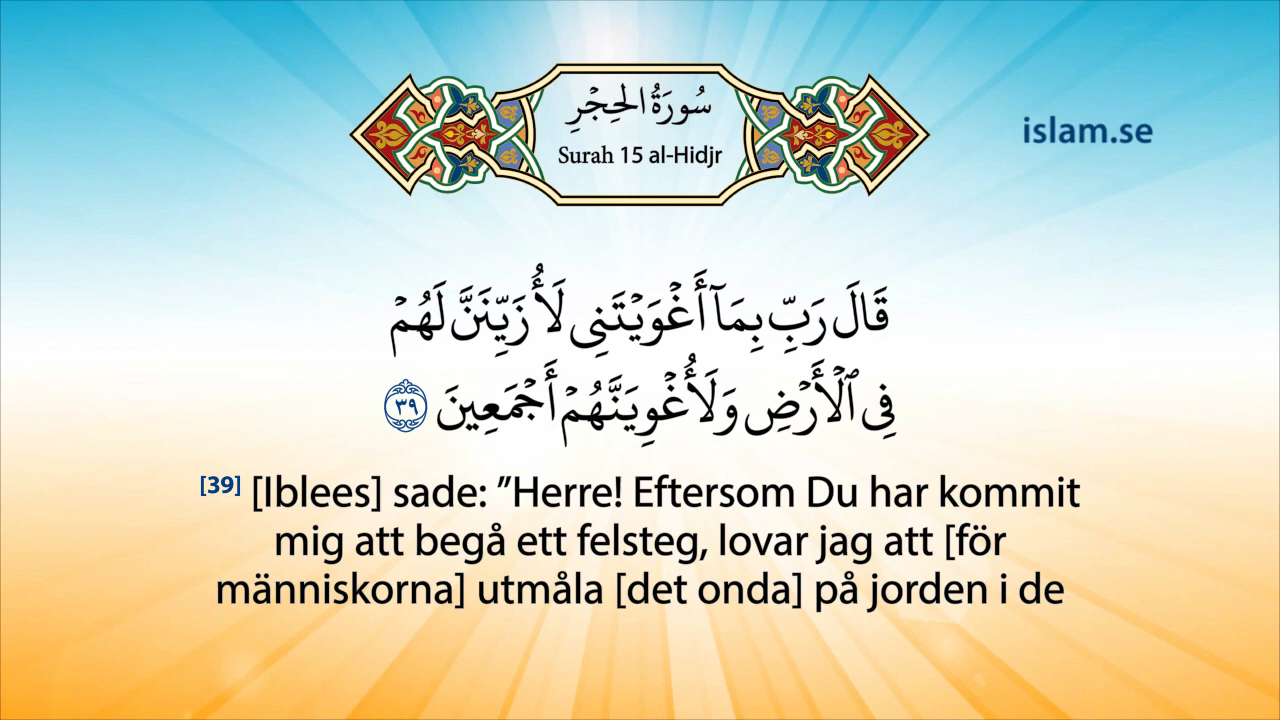 سُورَةُ الحِجْرِ
Surah 15 al-Hidjr
islam.se
قَالَ رَبِّ بِمَآ أَغْوَيْتَنِى لَأُزَيِّنَنَّ لَهُمْ
فِى ٱلْأَرْضِ وَلَأُغْوِيَنَّهُمْ أَجْمَعِينَ ٣٩
[39] [Iblees] sade: ”Herre! Eftersom Du har kommit
mig att begå ett felsteg, lovar jag att [för
människorna] utmåla [det onda] på jorden i de